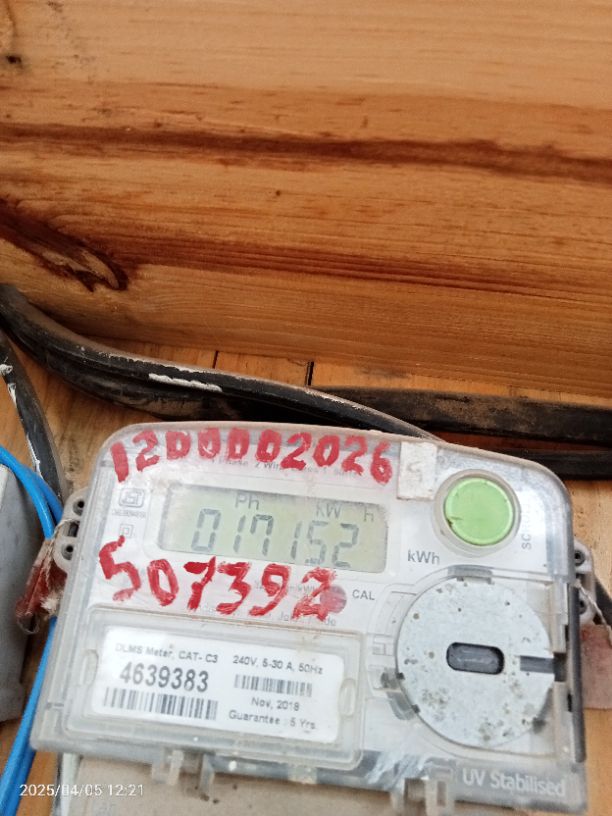 1200002026
Ph kW h
017152
kWh
507392
CAL
DLMS Meter, CAT- C3
240V, 5-30 A, 50Hz
4639383
Nov, 2018
Guarantee : 5 Yrs
UV Stabilised
2025/04/05 12:21